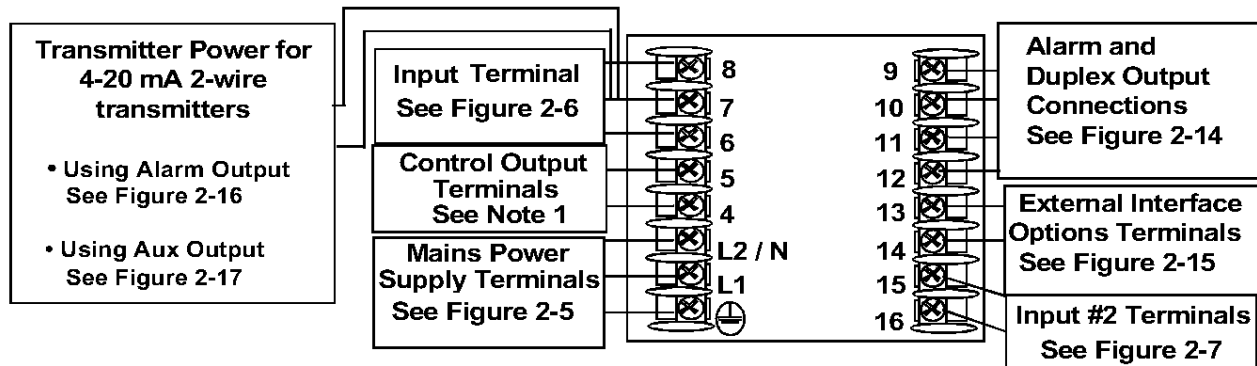 Transmitter Power for
4-20 mA 2-wire
transmitters
• Using Alarm Output
See Figure 2-16
• Using Aux Output
See Figure 2-17
Input Terminal
See Figure 2-6
Control Output
Terminals
See Note 1
Mains Power
Supply Terminals
See Figure 2-5
8
7
6
5
4
L2 / N
L1
9
10
11
12
13
14
15
16
Alarm and
Duplex Output
Connections
See Figure 2-14
External Interface
Options Terminals
See Figure 2-15
Input #2 Terminals
See Figure 2-7